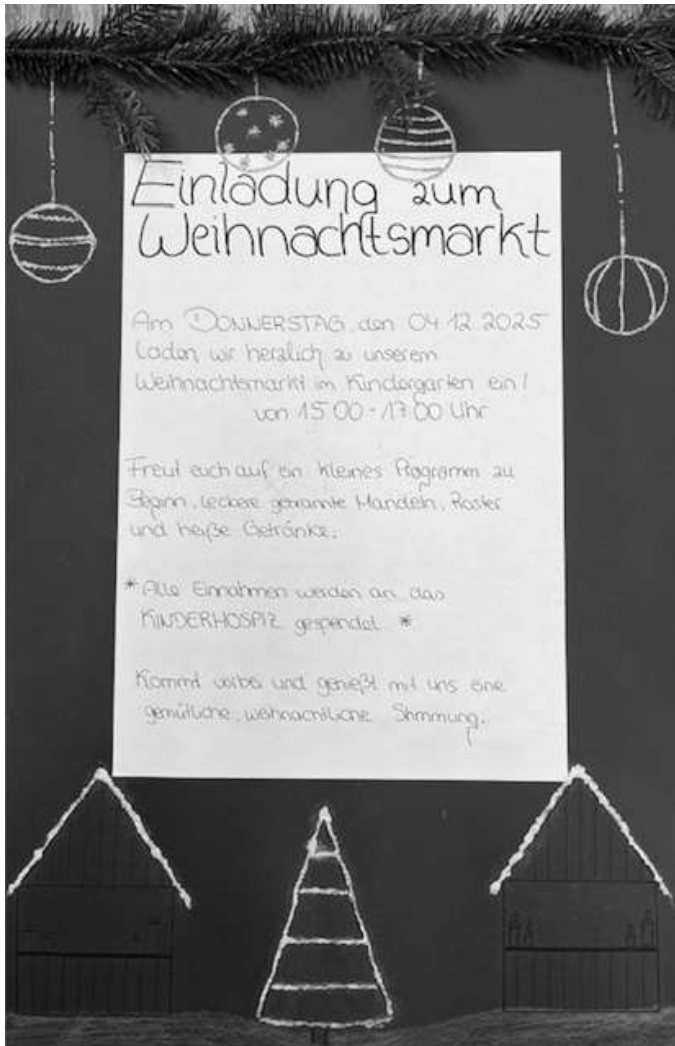 Einladung zum
Weihnachtsmarkt
Am DONNERSTAG, den 04.12.2025
laden wir herzlich zu unserem
Weihnachtsmarkt im Kindergarten ein!
von 15.00-17.00 Uhr
Freut euch auf ein kleines Programm zu
Beginn, leckere gebrannte Mandeln, Roster
und heiße Getränke.
*Alle Einnahmen werden an das
KINDERHOSPIZ gespendet. *
Kommt vorbei und genießt mit uns eine
gemütliche, weihnachtliche Stimmung.